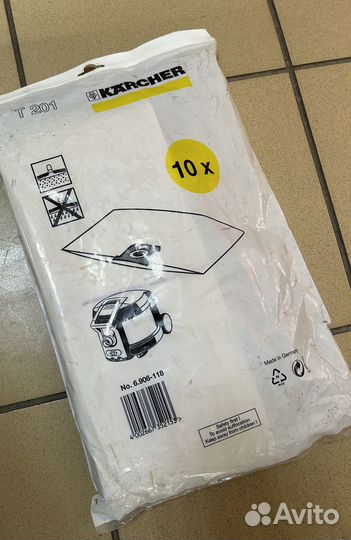 T 201
KÄRCHER
10 x
No. 6.906-118
Made in Germany
Safety first !
To avoid suffocation
Keep away from children !
Avito